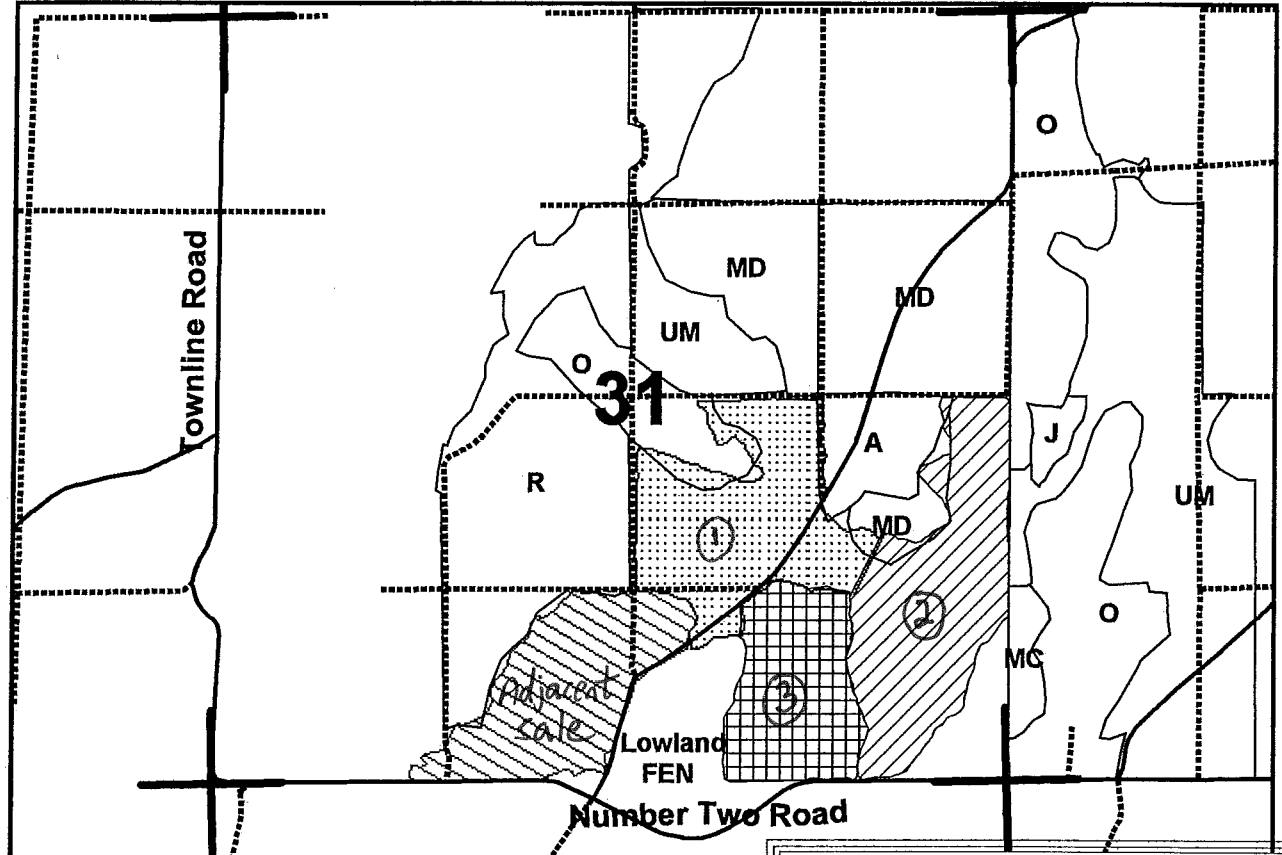 O
MD
MD
UM
O
31
Townline Road
A
J
R
UM
①
MD
②
O
MC
Adjacent
sale
③
Lowland
FEN
Number Two Road